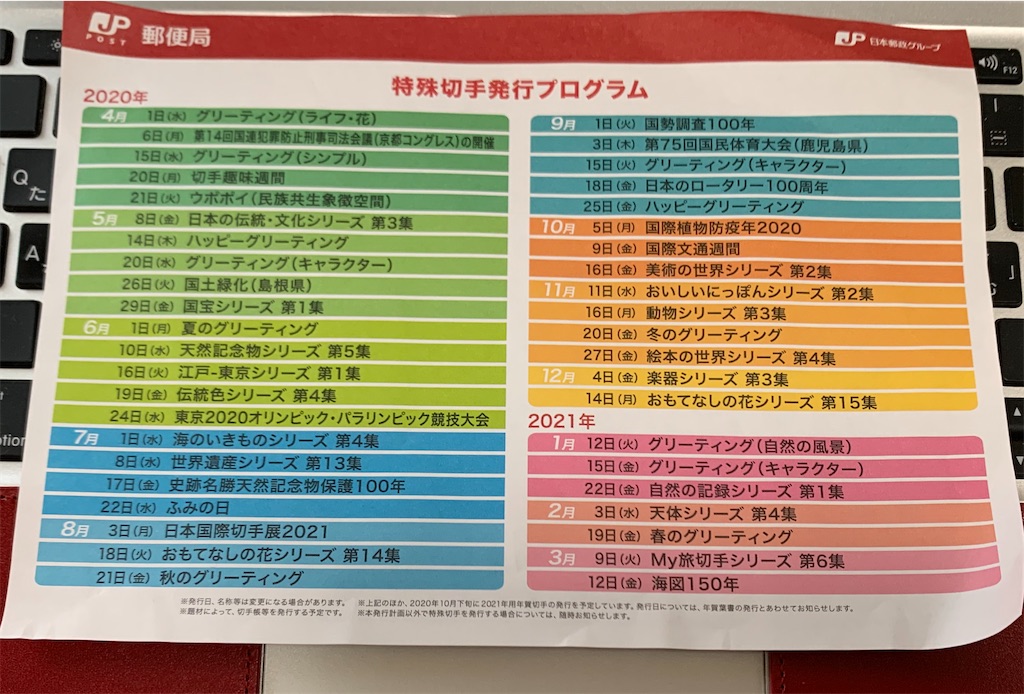 JP
POST
郵便局
JP 日本郵政グループ
特殊切手発行プログラム
2020年
4月 1日(水) グリーティング(ライフ・花)
6日(月) 第14回国連犯罪防止刑事司法会議(京都コングレス)の開催
15日(水) グリーティング(シンプル)
20日(月) 切手趣味週間
21日(火) ウポポイ(民族共生象徴空間)
5月 8日(金) 日本の伝統・文化シリーズ 第3集
14日(木) ハッピーグリーティング
20日(水) グリーティング(キャラクター)
26日(火) 国土緑化(島根県)
29日(金) 国宝シリーズ 第1集
6月 1日(月) 夏のグリーティング
10日(水) 天然記念物シリーズ 第5集
16日(火) 江戸-東京シリーズ 第1集
19日(金) 伝統色シリーズ 第4集
24日(水) 東京2020オリンピック・パラリンピック競技大会
7月 1日(水) 海のいきものシリーズ 第4集
8日(水) 世界遺産シリーズ 第13集
17日(金) 史跡名勝天然記念物保護100年
22日(水) ふみの日
8月 3日(月) 日本国際切手展2021
18日(火) おもてなしの花シリーズ 第14集
21日(金) 秋のグリーティング
9月 1日(火) 国勢調査100年
3日(木) 第75回国民体育大会(鹿児島県)
15日(火) グリーティング(キャラクター)
18日(金) 日本のロータリー100周年
25日(金) ハッピーグリーティング
10月 5日(月) 国際植物防疫年2020
9日(金) 国際文通週間
16日(金) 美術の世界シリーズ 第2集
11月 11日(水) おいしいにっぽんシリーズ 第2集
16日(月) 動物シリーズ 第3集
20日(金) 冬のグリーティング
27日(金) 絵本の世界シリーズ 第4集
12月 4日(金) 楽器シリーズ 第3集
14日(月) おもてなしの花シリーズ 第15集
2021年
1月 12日(火) グリーティング(自然の風景)
15日(金) グリーティング(キャラクター)
22日(金) 自然の記録シリーズ 第1集
2月 3日(水) 天体シリーズ 第4集
19日(金) 春のグリーティング
3月 9日(火) My旅切手シリーズ 第6集
12日(金) 海図150年
※発行日、名称等は変更になる場合があります。
※題材によって、切手帳等を発行する予定です。
※上記のほか、2020年10月下旬に2021年用年賀切手の発行を予定しています。発行日については、年賀葉書の発行とあわせてお知らせします。
※本発行計画以外で特殊切手を発行する場合については、随時お知らせします。
Q
た
A
F12
option